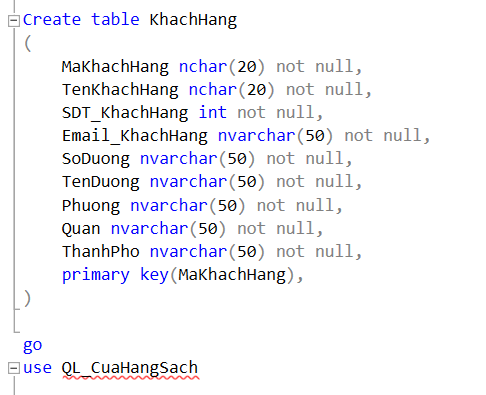 Create table KhachHang
(
MaKhachHang nchar(20) not null,
TenKhachHang nchar(20) not null,
SDT_KhachHang int not null,
Email_KhachHang nvarchar(50) not null,
SoDuong nvarchar(50) not null,
TenDuong nvarchar(50) not null,
Phuong nvarchar(50) not null,
Quan nvarchar(50) not null,
ThanhPho nvarchar(50) not null,
primary key(MaKhachHang),
)
go
use QL_CuaHangSach